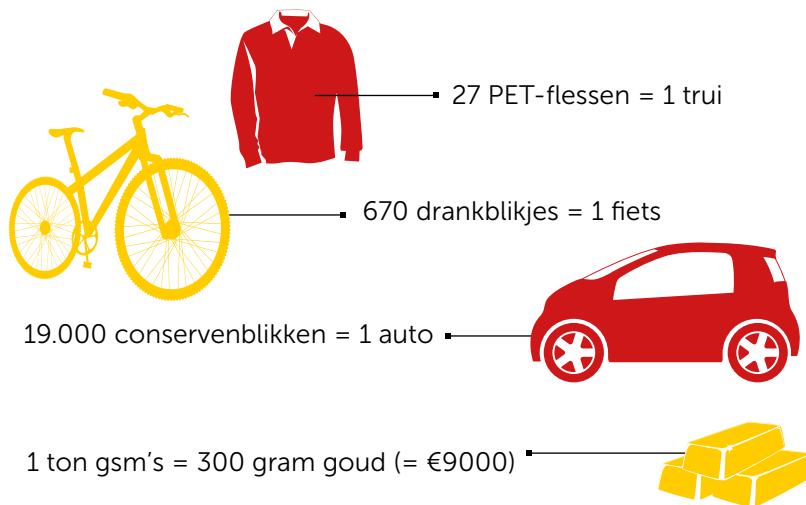 27 PET-flessen = 1 trui
670 drankblikjes = 1 fiets
19.000 conservenblikken = 1 auto
1 ton gsm's = 300 gram goud (= €9000)